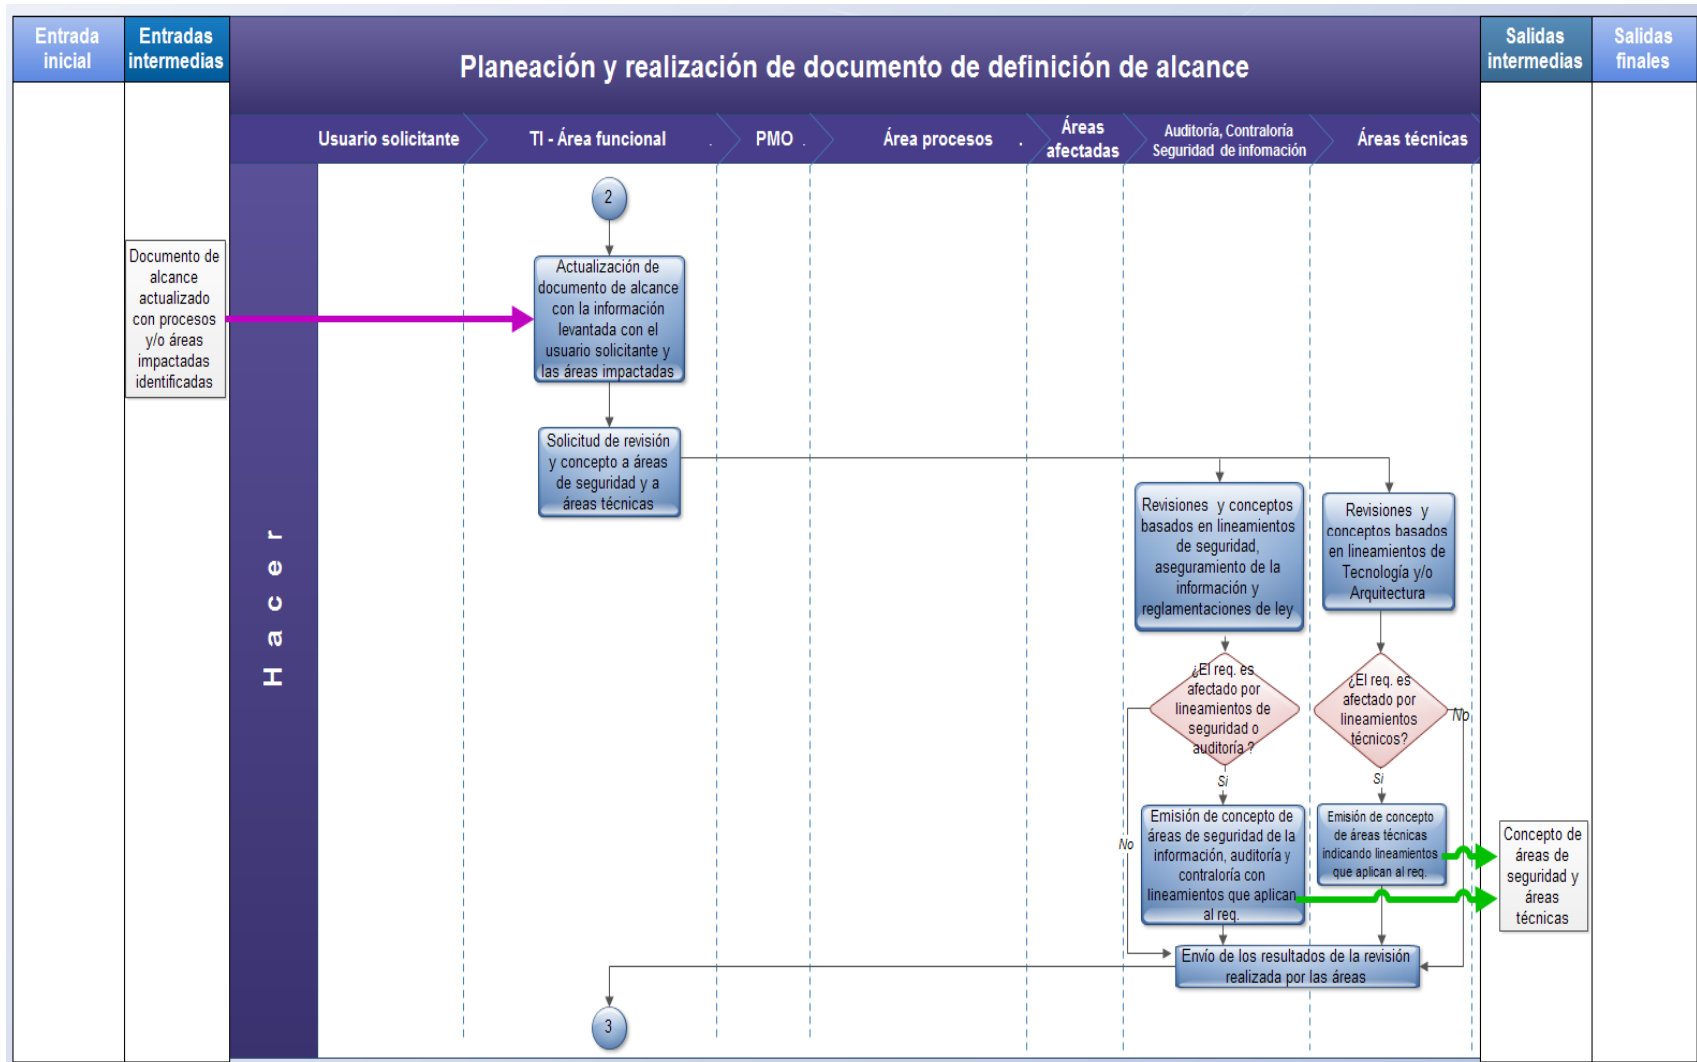 Entrada
inicial
Entradas
intermedias
Planeación y realización de documento de definición de alcance
Salidas
intermedias
Salidas
finales
Usuario solicitante
TI - Área funcional
.
PMO
.
Área procesos
.
Áreas
afectadas
Auditoría, Contraloría
Seguridad de infomación
Áreas técnicas
Hacer
2
Documento de
alcance
actualizado
con procesos
y/o áreas
impactadas
identificadas
Actualización de
documento de alcance
con la información
levantada con el
usuario solicitante y
las áreas impactadas
Solicitud de revisión
y concepto a áreas
de seguridad y a
áreas técnicas
Revisiones y conceptos
basados en lineamientos
de seguridad,
aseguramiento de la
información y
reglamentaciones de ley
Revisiones y
conceptos basados
en lineamientos de
Tecnología y/o
Arquitectura
¿El req. es
afectado por
lineamientos de
seguridad o
auditoría ?
¿El req. es
afectado por
lineamientos
técnicos?
No
Si
Si
No
Emisión de concepto de
áreas de seguridad de la
información, auditoría y
contraloría con
lineamientos que aplican
al req.
Emisión de concepto
de áreas técnicas
indicando lineamientos
que aplican al req.
Concepto de
áreas de
seguridad y
áreas
técnicas
Envío de los resultados de la revisión
realizada por las áreas
3